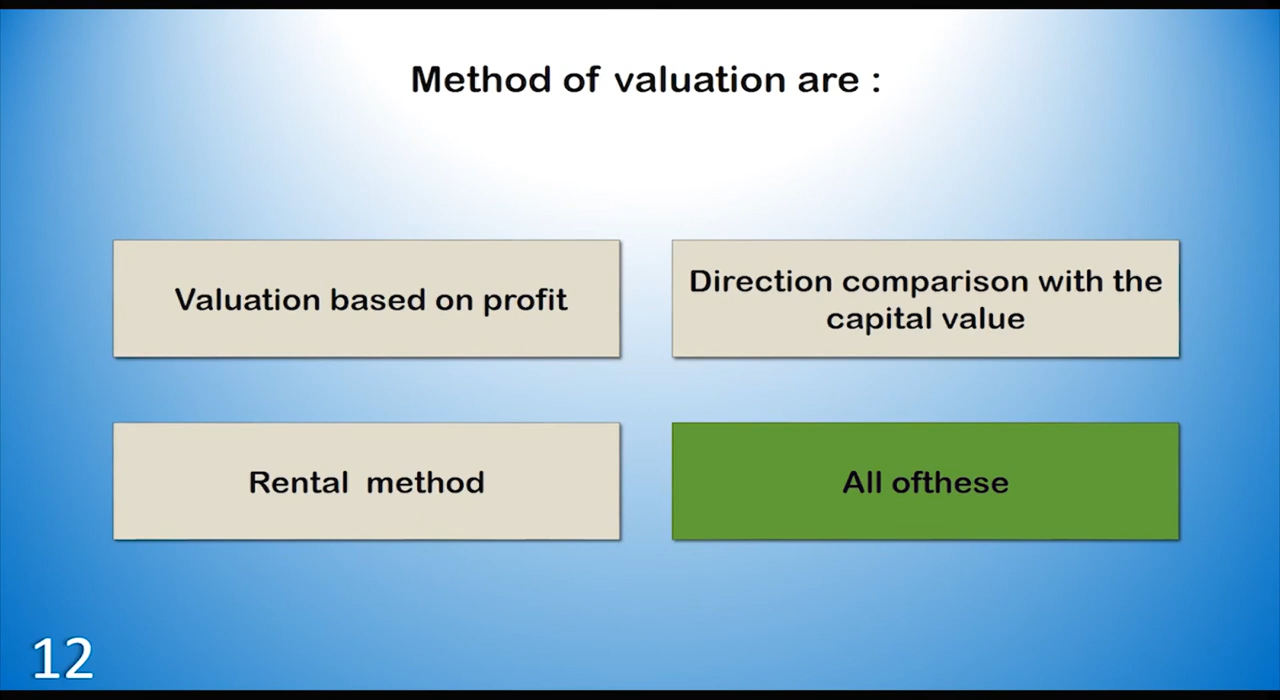 Method of valuation are :
Valuation based on profit
Direction comparison with the
capital value
Rental method
All ofthese
12